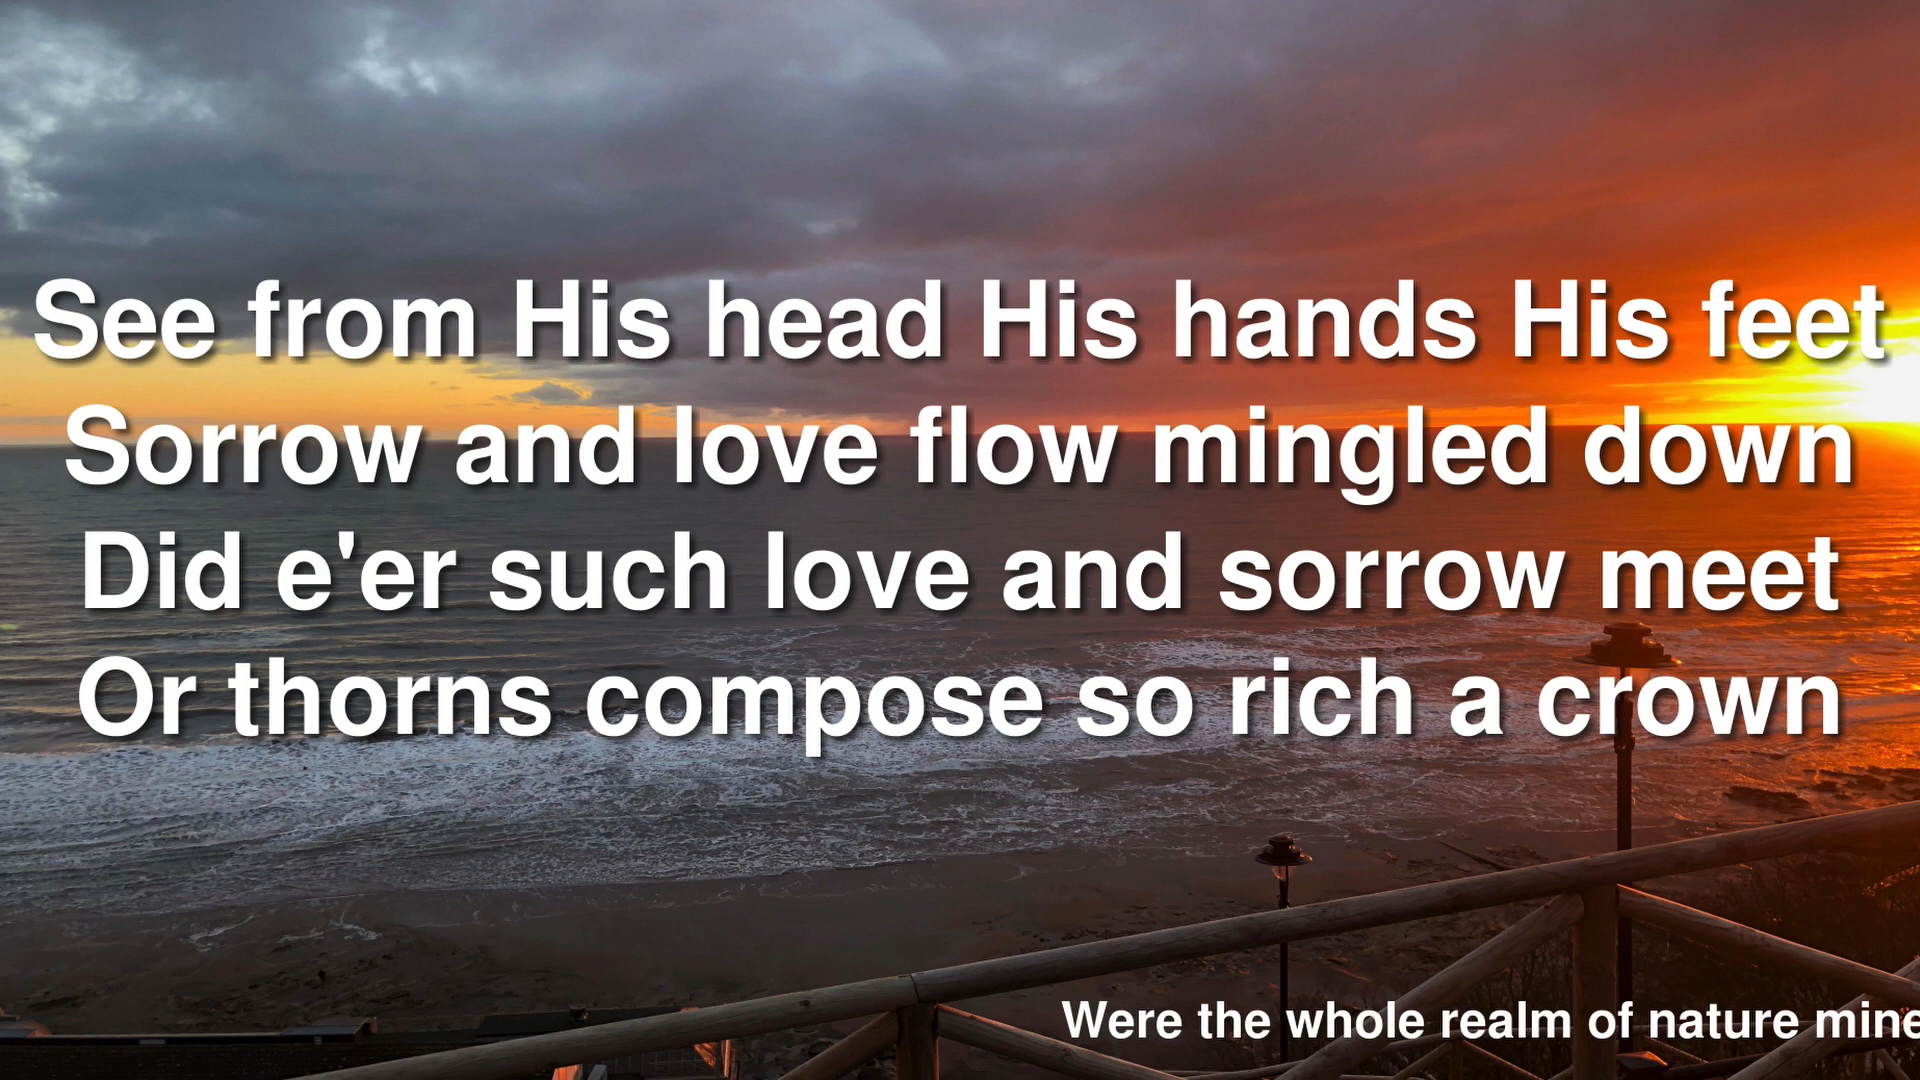 See from His head His hands His feet
Sorrow and love flow mingled down
Did e'er such love and sorrow meet
Or thorns compose so rich a crown
Were the whole realm of nature mine